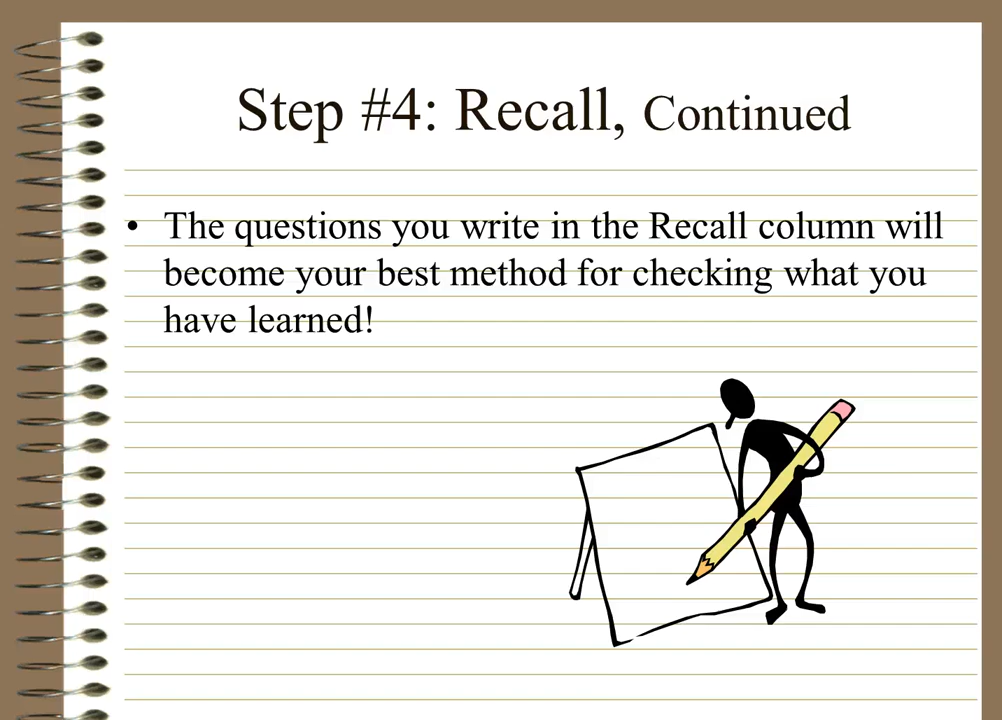 Step #4: Recall, Continued
• The questions you write in the Recall column will
become your best method for checking what you
have learned!